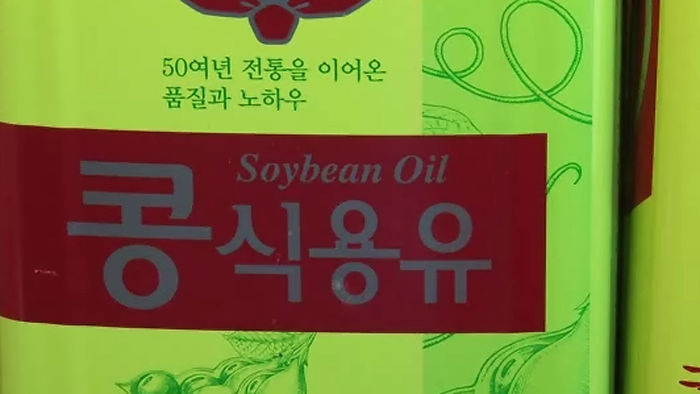 50여년 전통을 이어온
품질과 노하우
Soybean Oil
콩식용유